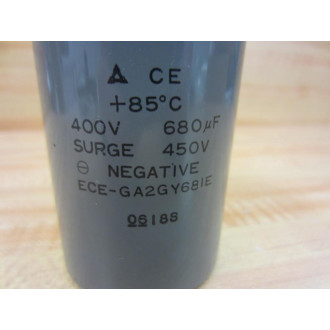 CE
+85°C
400V 680µF
SURGE 450V
⊖ NEGATIVE
ECE-GA2GY681E
06188